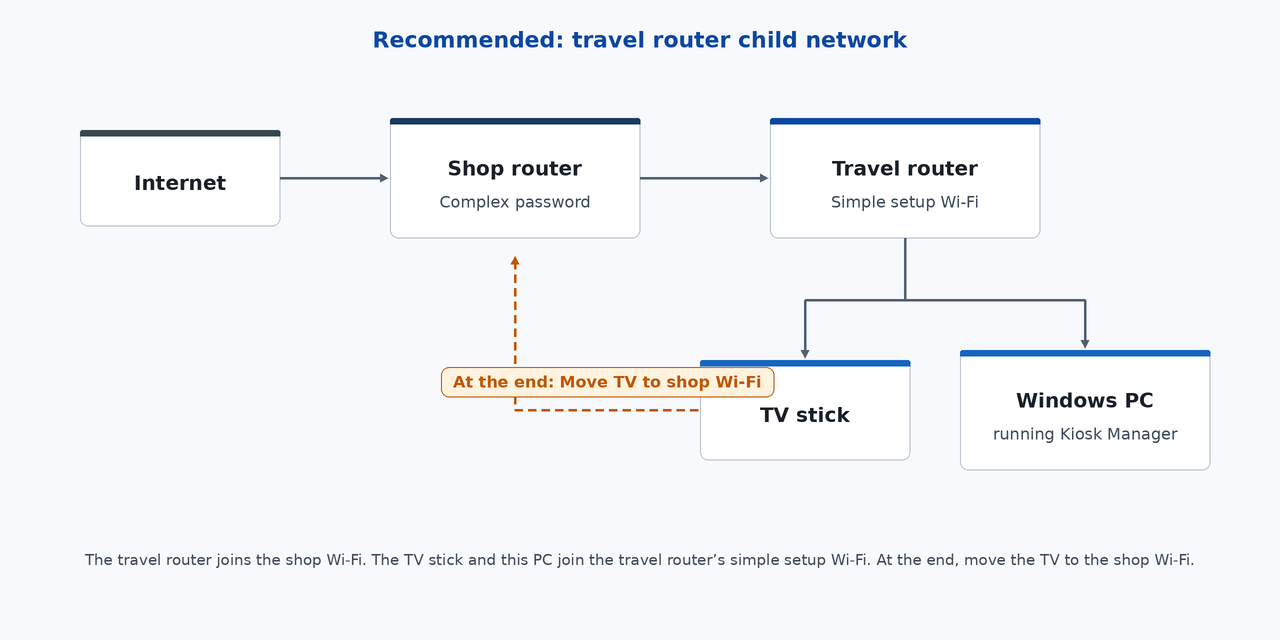 Recommended: travel router child network
Internet
Shop router
Complex password
Travel router
Simple setup Wi-Fi
At the end: Move TV to shop Wi-Fi
TV stick
Windows PC
running Kiosk Manager
The travel router joins the shop Wi-Fi. The TV stick and this PC join the travel router’s simple setup Wi-Fi. At the end, move the TV to the shop Wi-Fi.